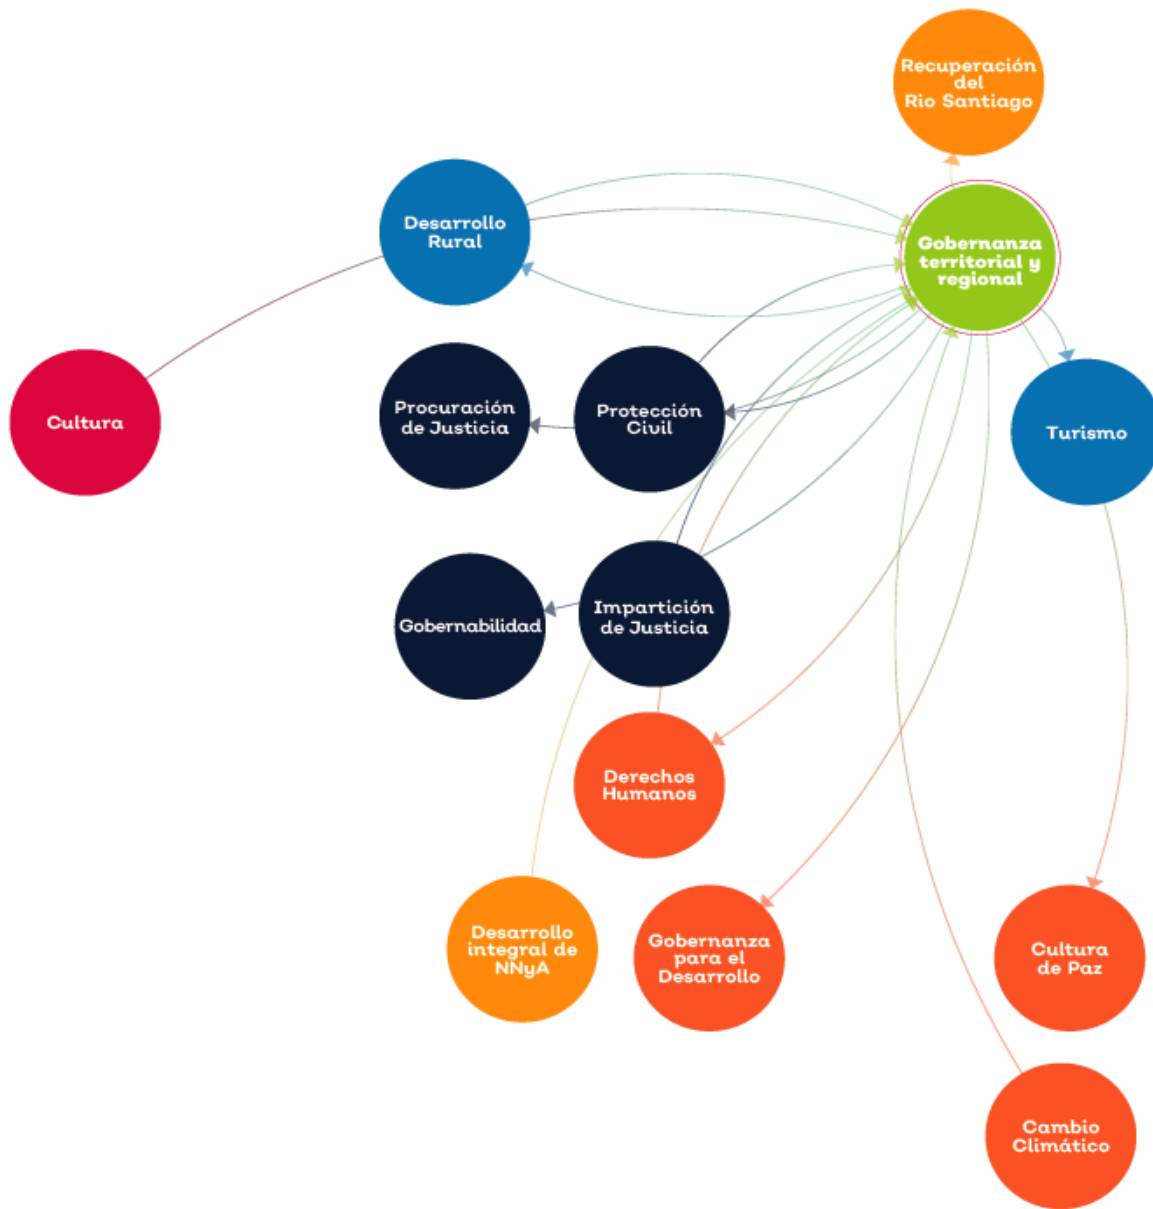 Recuperación
del
Rio Santiago
Desarrollo
Rural
Gobernanza
territorial y
regional
Cultura
Procuración
de Justicia
Protección
Civil
Turismo
Gobernabilidad
Impartición
de Justicia
Derechos
Humanos
Desarrollo
integral de
NNyA
Gobernanza
para el
Desarrollo
Cultura
de Paz
Cambio
Climático